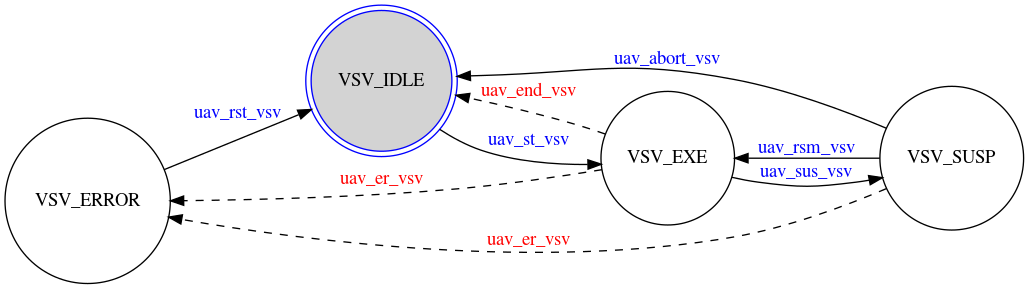 uav_abort_vsv
VSV_IDLE
uav_end_vsv
uav_rst_vsv
uav_st_vsv
uav_rsm_vsv
VSV_EXE
VSV_SUSP
uav_sus_vsv
uav_er_vsv
VSV_ERROR
uav_er_vsv